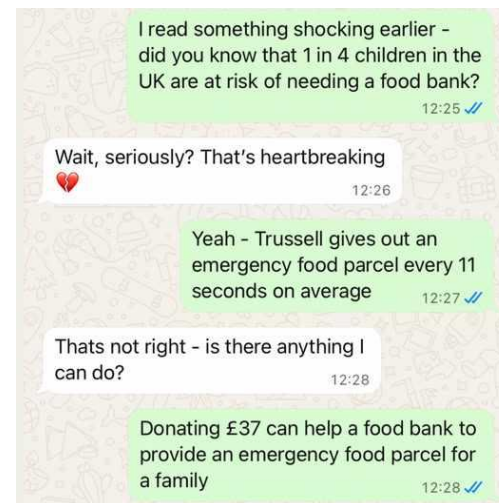 I read something shocking earlier -
did you know that 1 in 4 children in the
UK are at risk of needing a food bank?
12:25
Wait, seriously? That's heartbreaking
💔
12:26
Yeah - Trussell gives out an
emergency food parcel every 11
seconds on average
12:27
Thats not right - is there anything I
can do?
12:28
Donating £37 can help a food bank to
provide an emergency food parcel for
a family
12:28